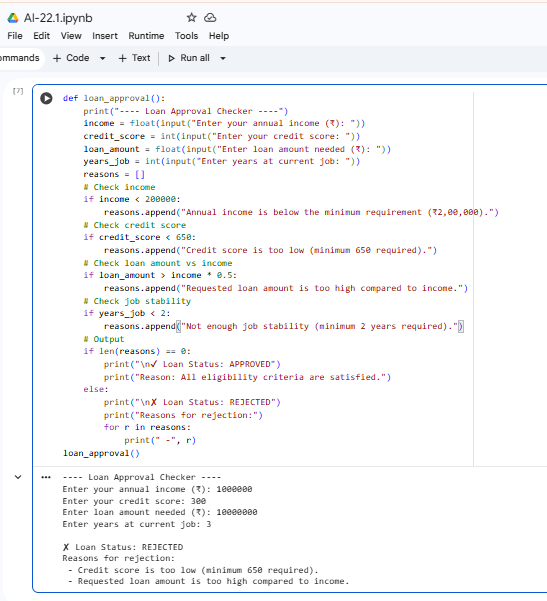 AI-22.1.ipynb
File Edit View Insert Runtime Tools Help
ommands + Code + Text Run all
[7]
def loan_approval():
    print("---- Loan Approval Checker ----")
    income = float(input("Enter your annual income (₹): "))
    credit_score = int(input("Enter your credit score: "))
    loan_amount = float(input("Enter loan amount needed (₹): "))
    years_job = int(input("Enter years at current job: "))
    reasons = []
    # Check income
    if income < 200000:
        reasons.append("Annual income is below the minimum requirement (₹2,00,000).")
    # Check credit score
    if credit_score < 650:
        reasons.append("Credit score is too low (minimum 650 required).")
    # Check loan amount vs income
    if loan_amount > income * 0.5:
        reasons.append("Requested loan amount is too high compared to income.")
    # Check job stability
    if years_job < 2:
        reasons.append("Not enough job stability (minimum 2 years required).")
    # Output
    if len(reasons) == 0:
        print("\n✓ Loan Status: APPROVED")
        print("Reason: All eligibility criteria are satisfied.")
    else:
        print("\n✗ Loan Status: REJECTED")
        print("Reasons for rejection:")
        for r in reasons:
            print(" -", r)
loan_approval()
---- Loan Approval Checker ----
Enter your annual income (₹): 1000000
Enter your credit score: 300
Enter loan amount needed (₹): 10000000
Enter years at current job: 3
✗ Loan Status: REJECTED
Reasons for rejection:
 - Credit score is too low (minimum 650 required).
 - Requested loan amount is too high compared to income.